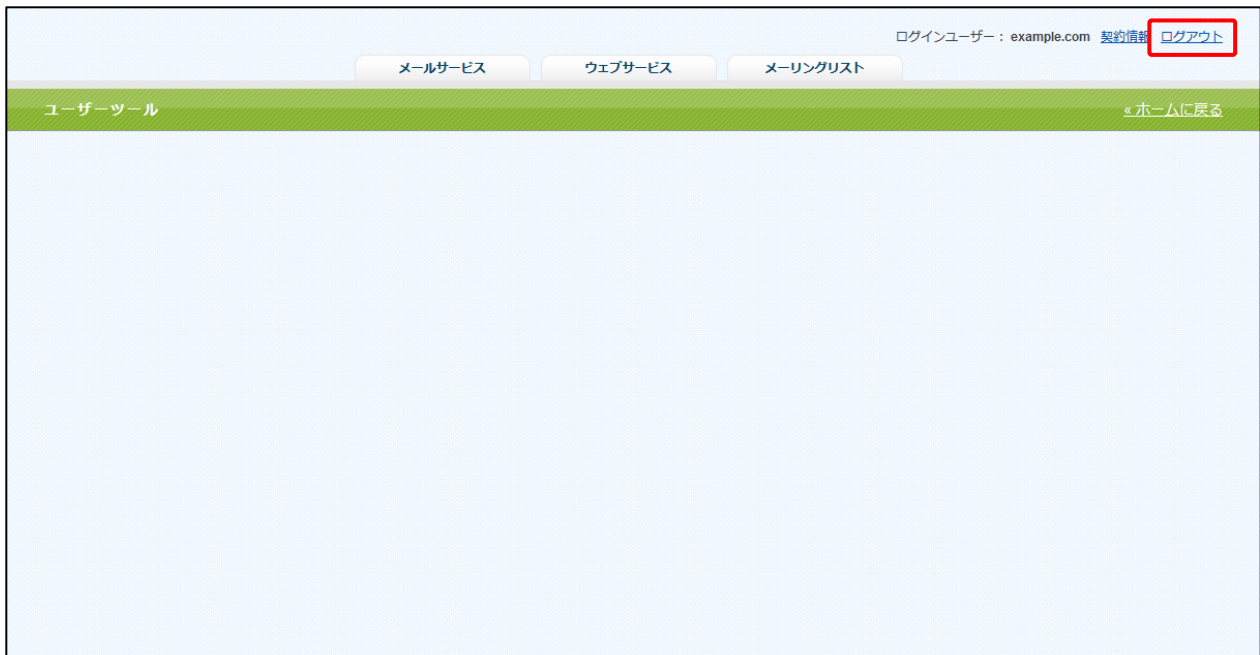 ログインユーザー： example.com 契約情報 ログアウト
メールサービス ウェブサービス メーリングリスト
ユーザーツール «ホームに戻る